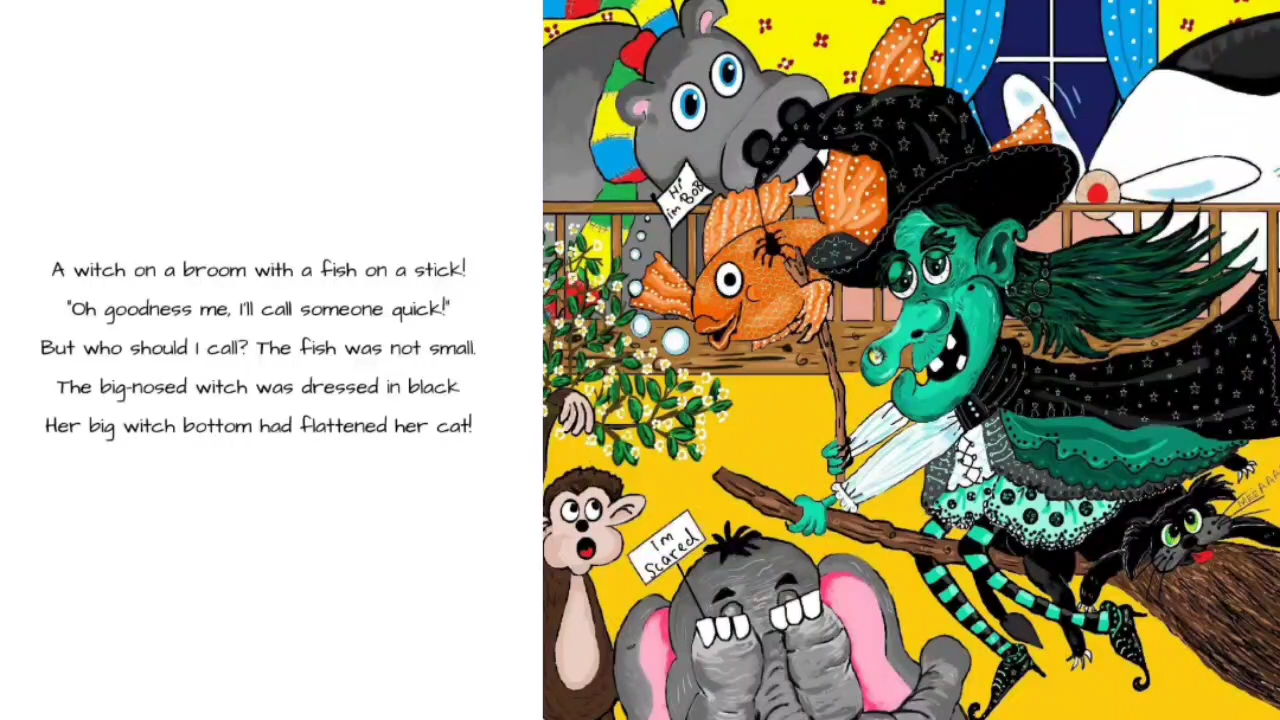 A witch on a broom with a fish on a stick!
"Oh goodness me, I'll call someone quick!"
But who should I call? The fish was not small.
The big-nosed witch was dressed in black
Her big witch bottom had flattened her cat!
Hi
im BOB
im
scared